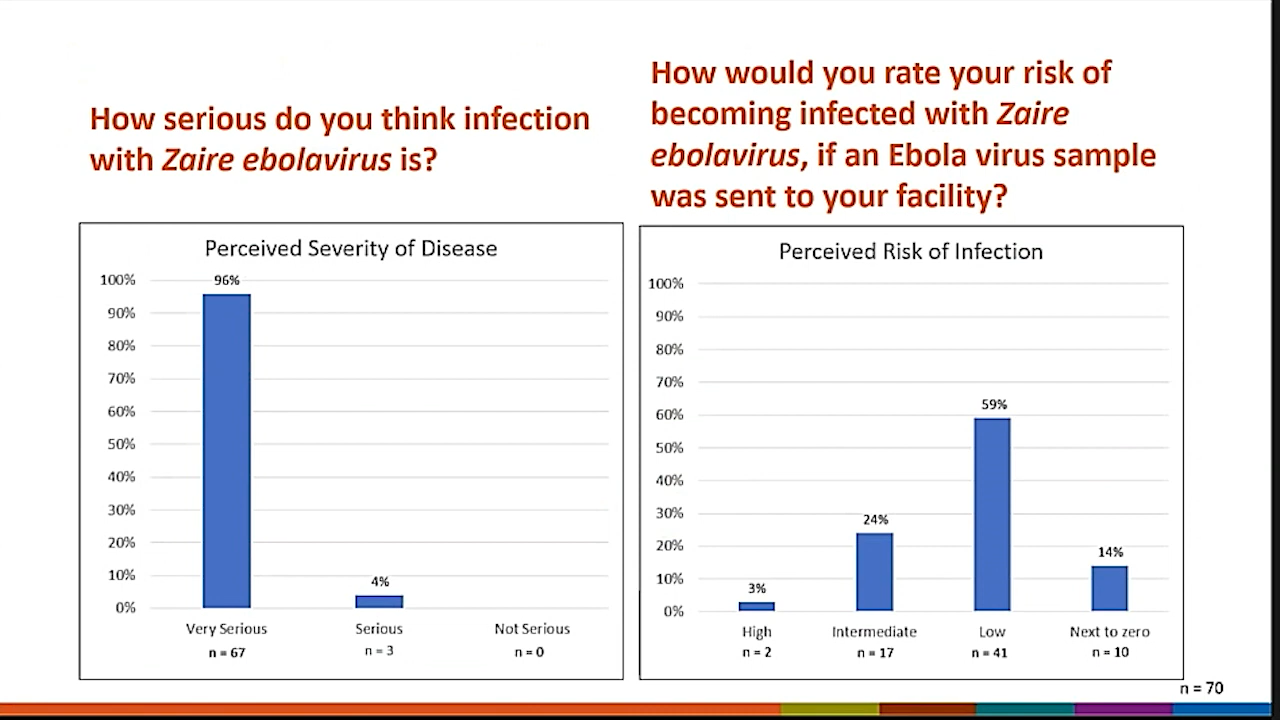 How serious do you think infection
with Zaire ebolavirus is?
How would you rate your risk of
becoming infected with Zaire
ebolavirus, if an Ebola virus sample
was sent to your facility?
Perceived Severity of Disease
100%
90%
80%
70%
60%
50%
40%
30%
20%
10%
0%
96%
4%
Very Serious
Serious
Not Serious
n = 67
n = 3
n = 0
Perceived Risk of Infection
100%
90%
80%
70%
60%
50%
40%
30%
20%
10%
0%
3%
24%
59%
14%
High
Intermediate
Low
Next to zero
n = 2
n = 17
n = 41
n = 10
n = 70